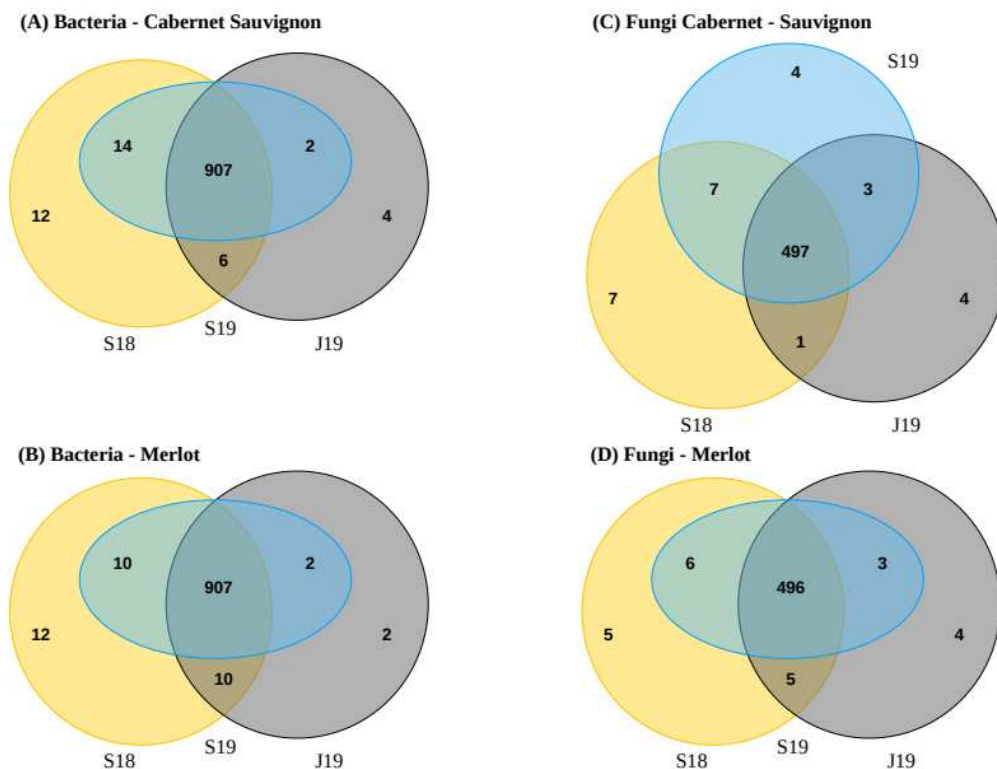 (A) Bacteria - Cabernet Sauvignon
14
2
907
12
4
6
S18
S19
J19
(C) Fungi Cabernet - Sauvignon
S19
4
7
3
497
7
4
1
S18
J19
(B) Bacteria - Merlot
10
2
907
12
2
10
S18
S19
J19
(D) Fungi - Merlot
6
3
496
5
4
5
S18
S19
J19